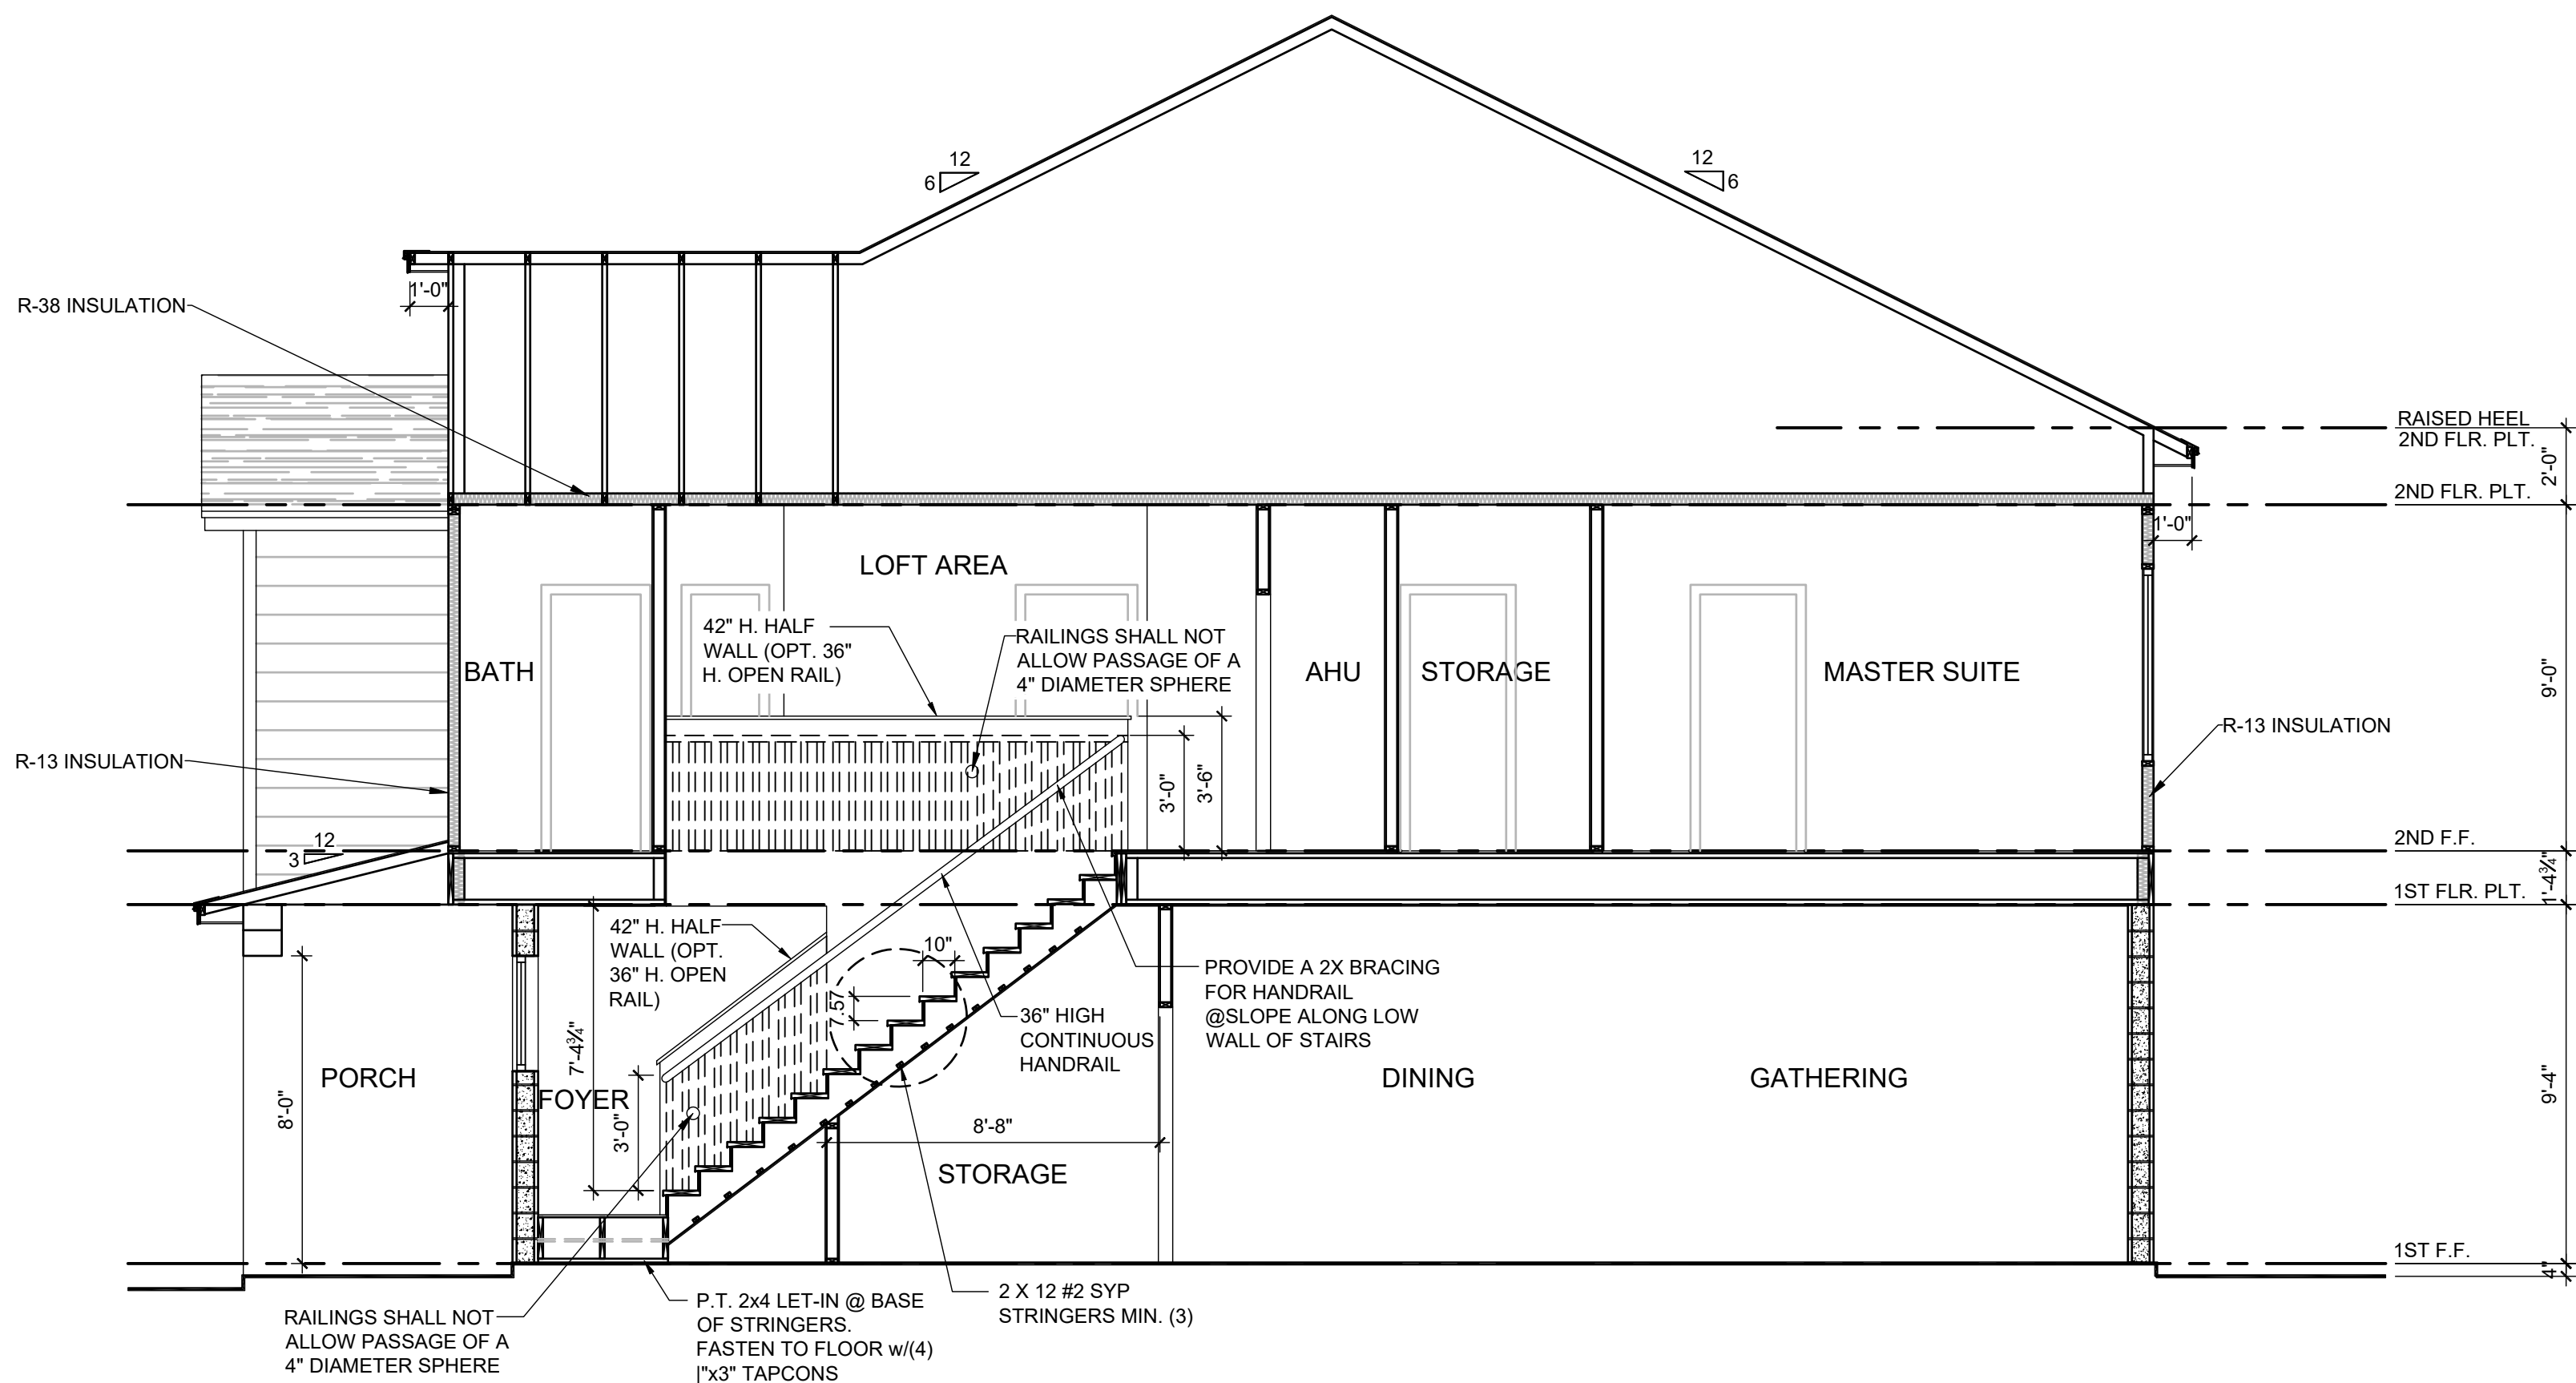 12
6
12
6
1'-0"
R-38 INSULATION
RAISED HEEL
2ND FLR. PLT.
2'-0"
2ND FLR. PLT.
1'-0"
LOFT AREA
42" H. HALF
WALL (OPT. 36"
H. OPEN RAIL)
RAILINGS SHALL NOT
ALLOW PASSAGE OF A
4" DIAMETER SPHERE
BATH
AHU
STORAGE
MASTER SUITE
9'-0"
R-13 INSULATION
R-13 INSULATION
3'-0"
3'-6"
12
3
2ND F.F.
1'-4¾"
1ST FLR. PLT.
42" H. HALF
WALL (OPT.
36" H. OPEN
RAIL)
10"
7.57
PROVIDE A 2X BRACING
FOR HANDRAIL
@SLOPE ALONG LOW
WALL OF STAIRS
36" HIGH
CONTINUOUS
HANDRAIL
7'-4¾"
PORCH
FOYER
DINING
GATHERING
8'-0"
3'-0"
9'-4"
8'-8"
STORAGE
1ST F.F.
4"
RAILINGS SHALL NOT
ALLOW PASSAGE OF A
4" DIAMETER SPHERE
P.T. 2x4 LET-IN @ BASE
OF STRINGERS.
FASTEN TO FLOOR w/(4)
|"x3" TAPCONS
2 X 12 #2 SYP
STRINGERS MIN. (3)